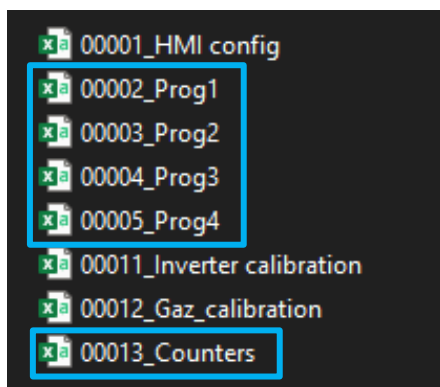 00001_HMI config
00002_Prog1
00003_Prog2
00004_Prog3
00005_Prog4
00011_Inverter calibration
00012_Gaz_calibration
00013_Counters